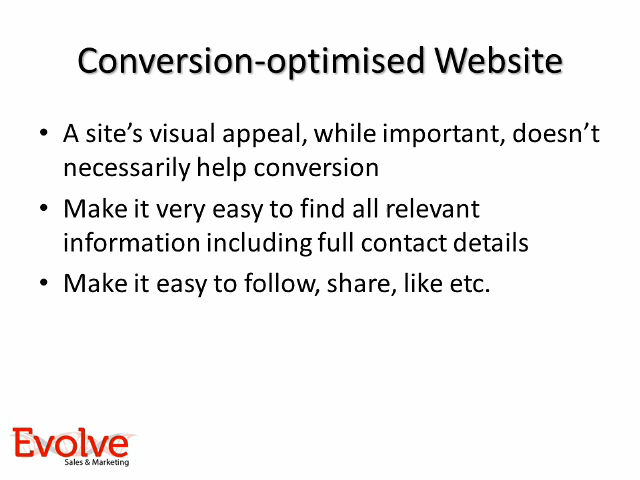 Conversion-optimised Website
• A site’s visual appeal, while important, doesn’t
necessarily help conversion
• Make it very easy to find all relevant
information including full contact details
• Make it easy to follow, share, like etc.
Evolve
Sales & Marketing